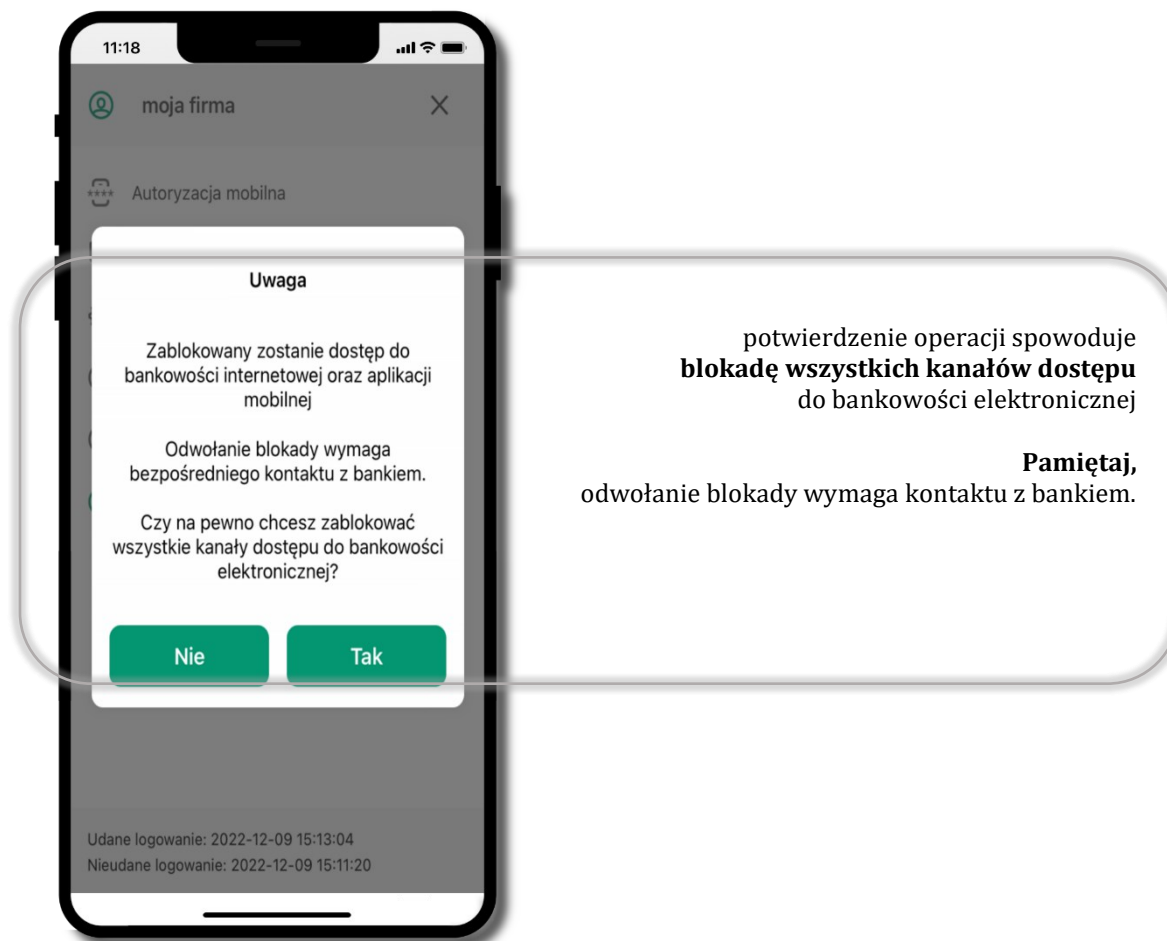 11:18
moja firma
Autoryzacja mobilna
Uwaga
Zablokowany zostanie dostęp do
bankowości internetowej oraz aplikacji
mobilnej
Odwołanie blokady wymaga
bezpośredniego kontaktu z bankiem.
Czy na pewno chcesz zablokować
wszystkie kanały dostępu do bankowości
elektronicznej?
Nie
Tak
Udane logowanie: 2022-12-09 15:13:04
Nieudane logowanie: 2022-12-09 15:11:20
potwierdzenie operacji spowoduje
blokadę wszystkich kanałów dostępu
do bankowości elektronicznej
Pamiętaj,
odwołanie blokady wymaga kontaktu z bankiem.